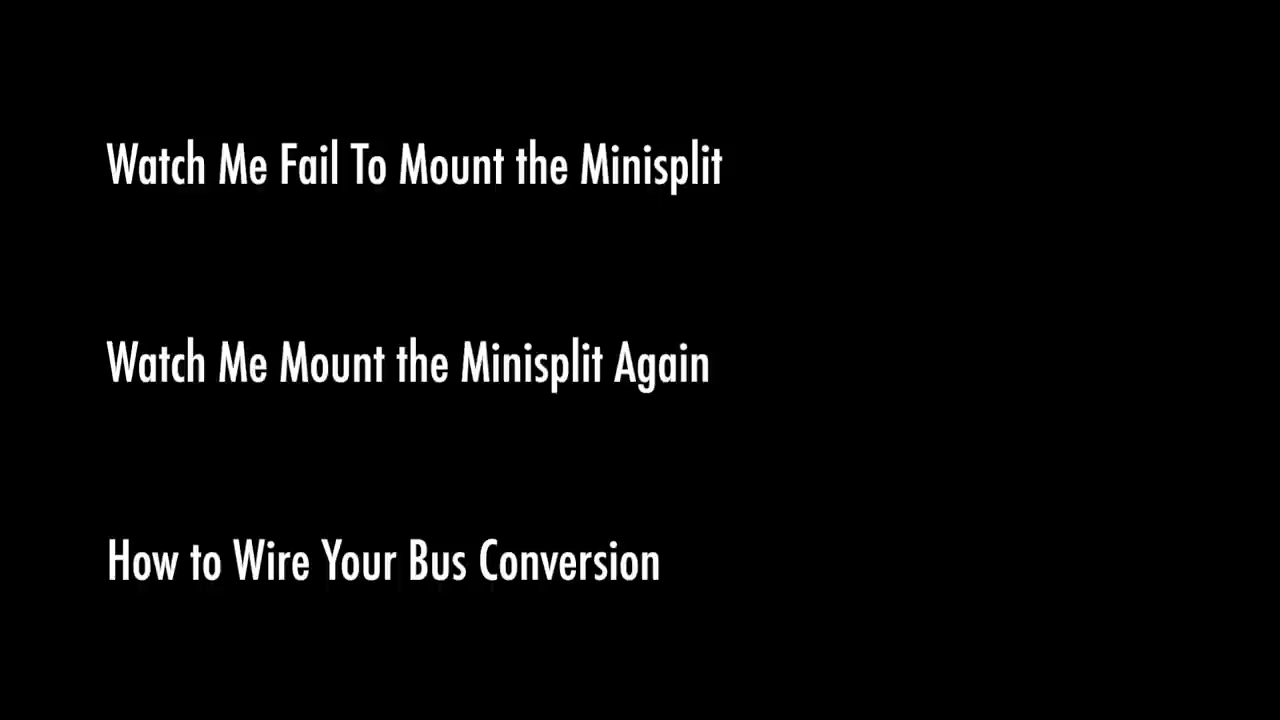 Watch Me Fail To Mount the Minisplit
Watch Me Mount the Minisplit Again
How to Wire Your Bus Conversion